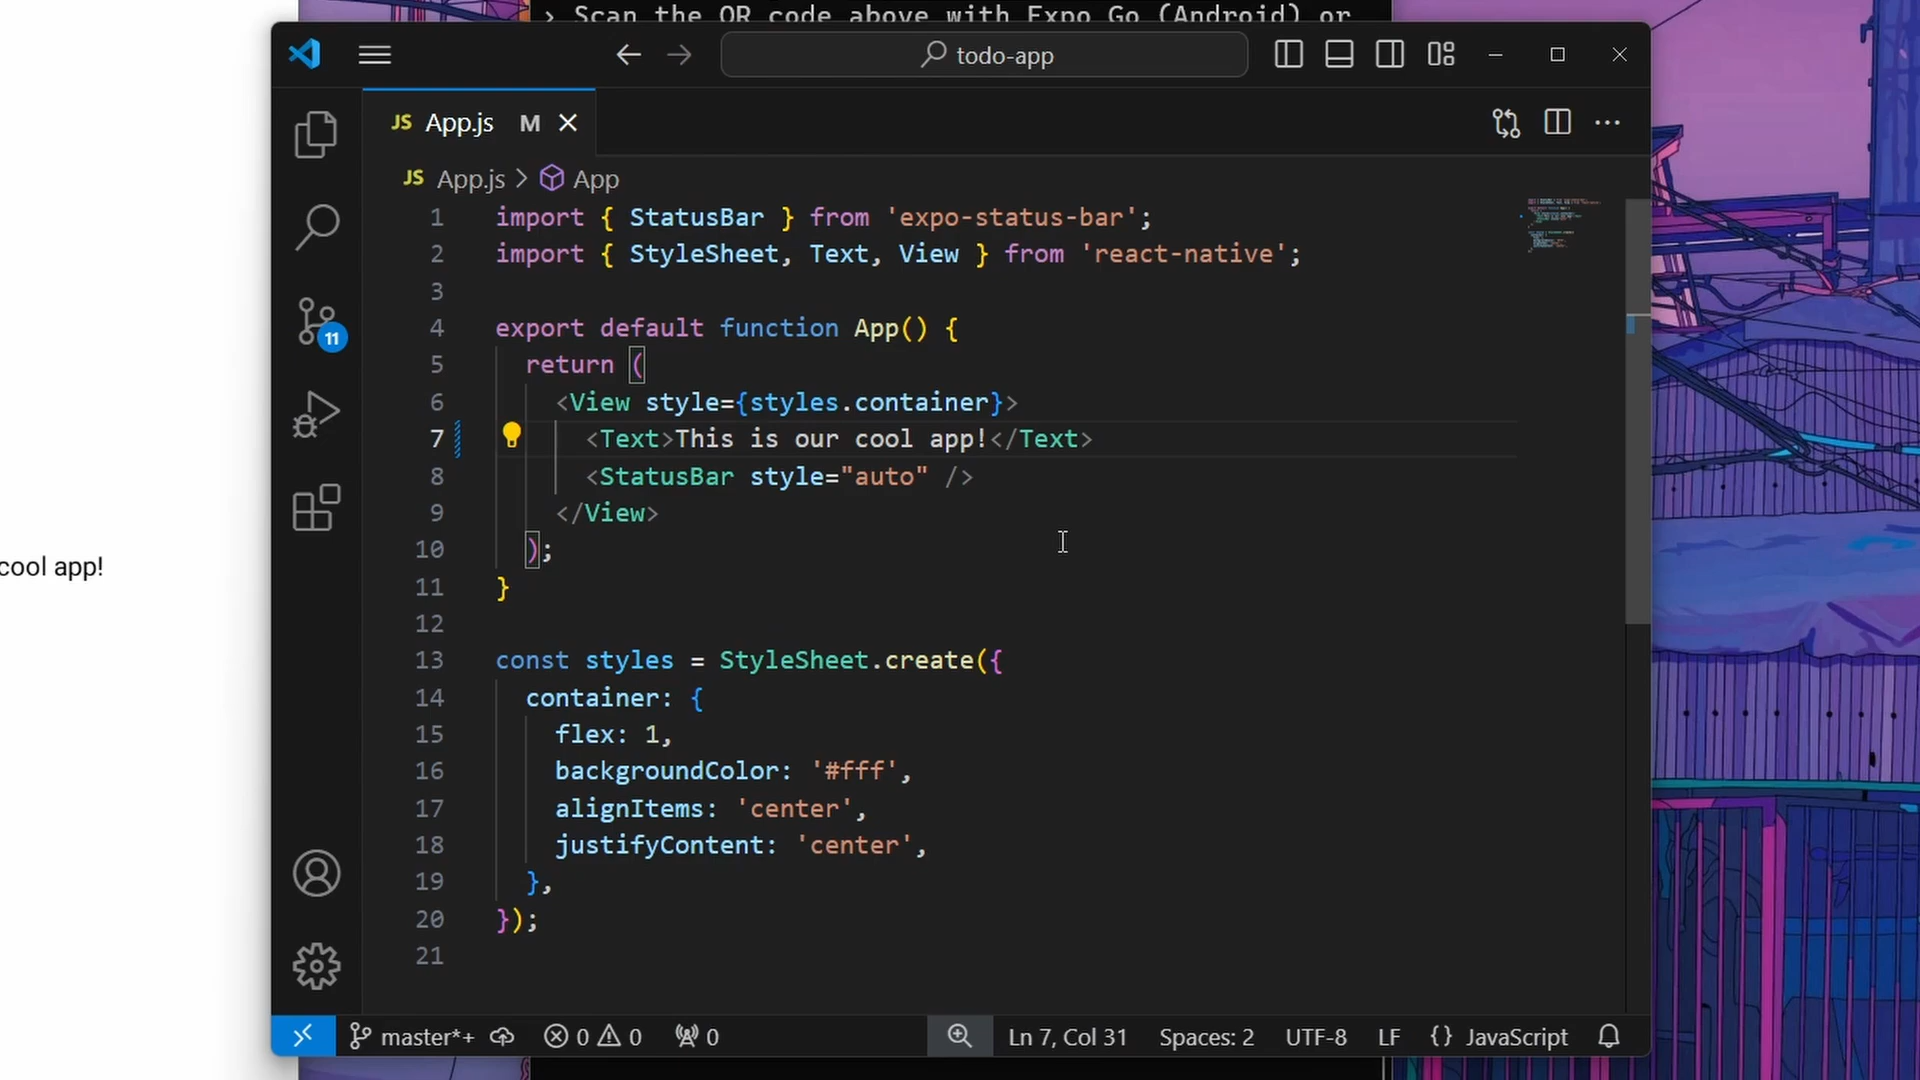 › Scan the QR code above with Expo Go (Android) or
todo-app
JS App.js M
JS App.js > App
1 import { StatusBar } from 'expo-status-bar';
2 import { StyleSheet, Text, View } from 'react-native';
3
4 export default function App() {
5 return (
6 <View style={styles.container}>
7 <Text>This is our cool app!</Text>
8 <StatusBar style="auto" />
9 </View>
10 );
11 }
12
13 const styles = StyleSheet.create({
14 container: {
15 flex: 1,
16 backgroundColor: '#fff',
17 alignItems: 'center',
18 justifyContent: 'center',
19 },
20 });
21
11
cool app!
master*+ 0 0 0 Ln 7, Col 31 Spaces: 2 UTF-8 LF {} JavaScript